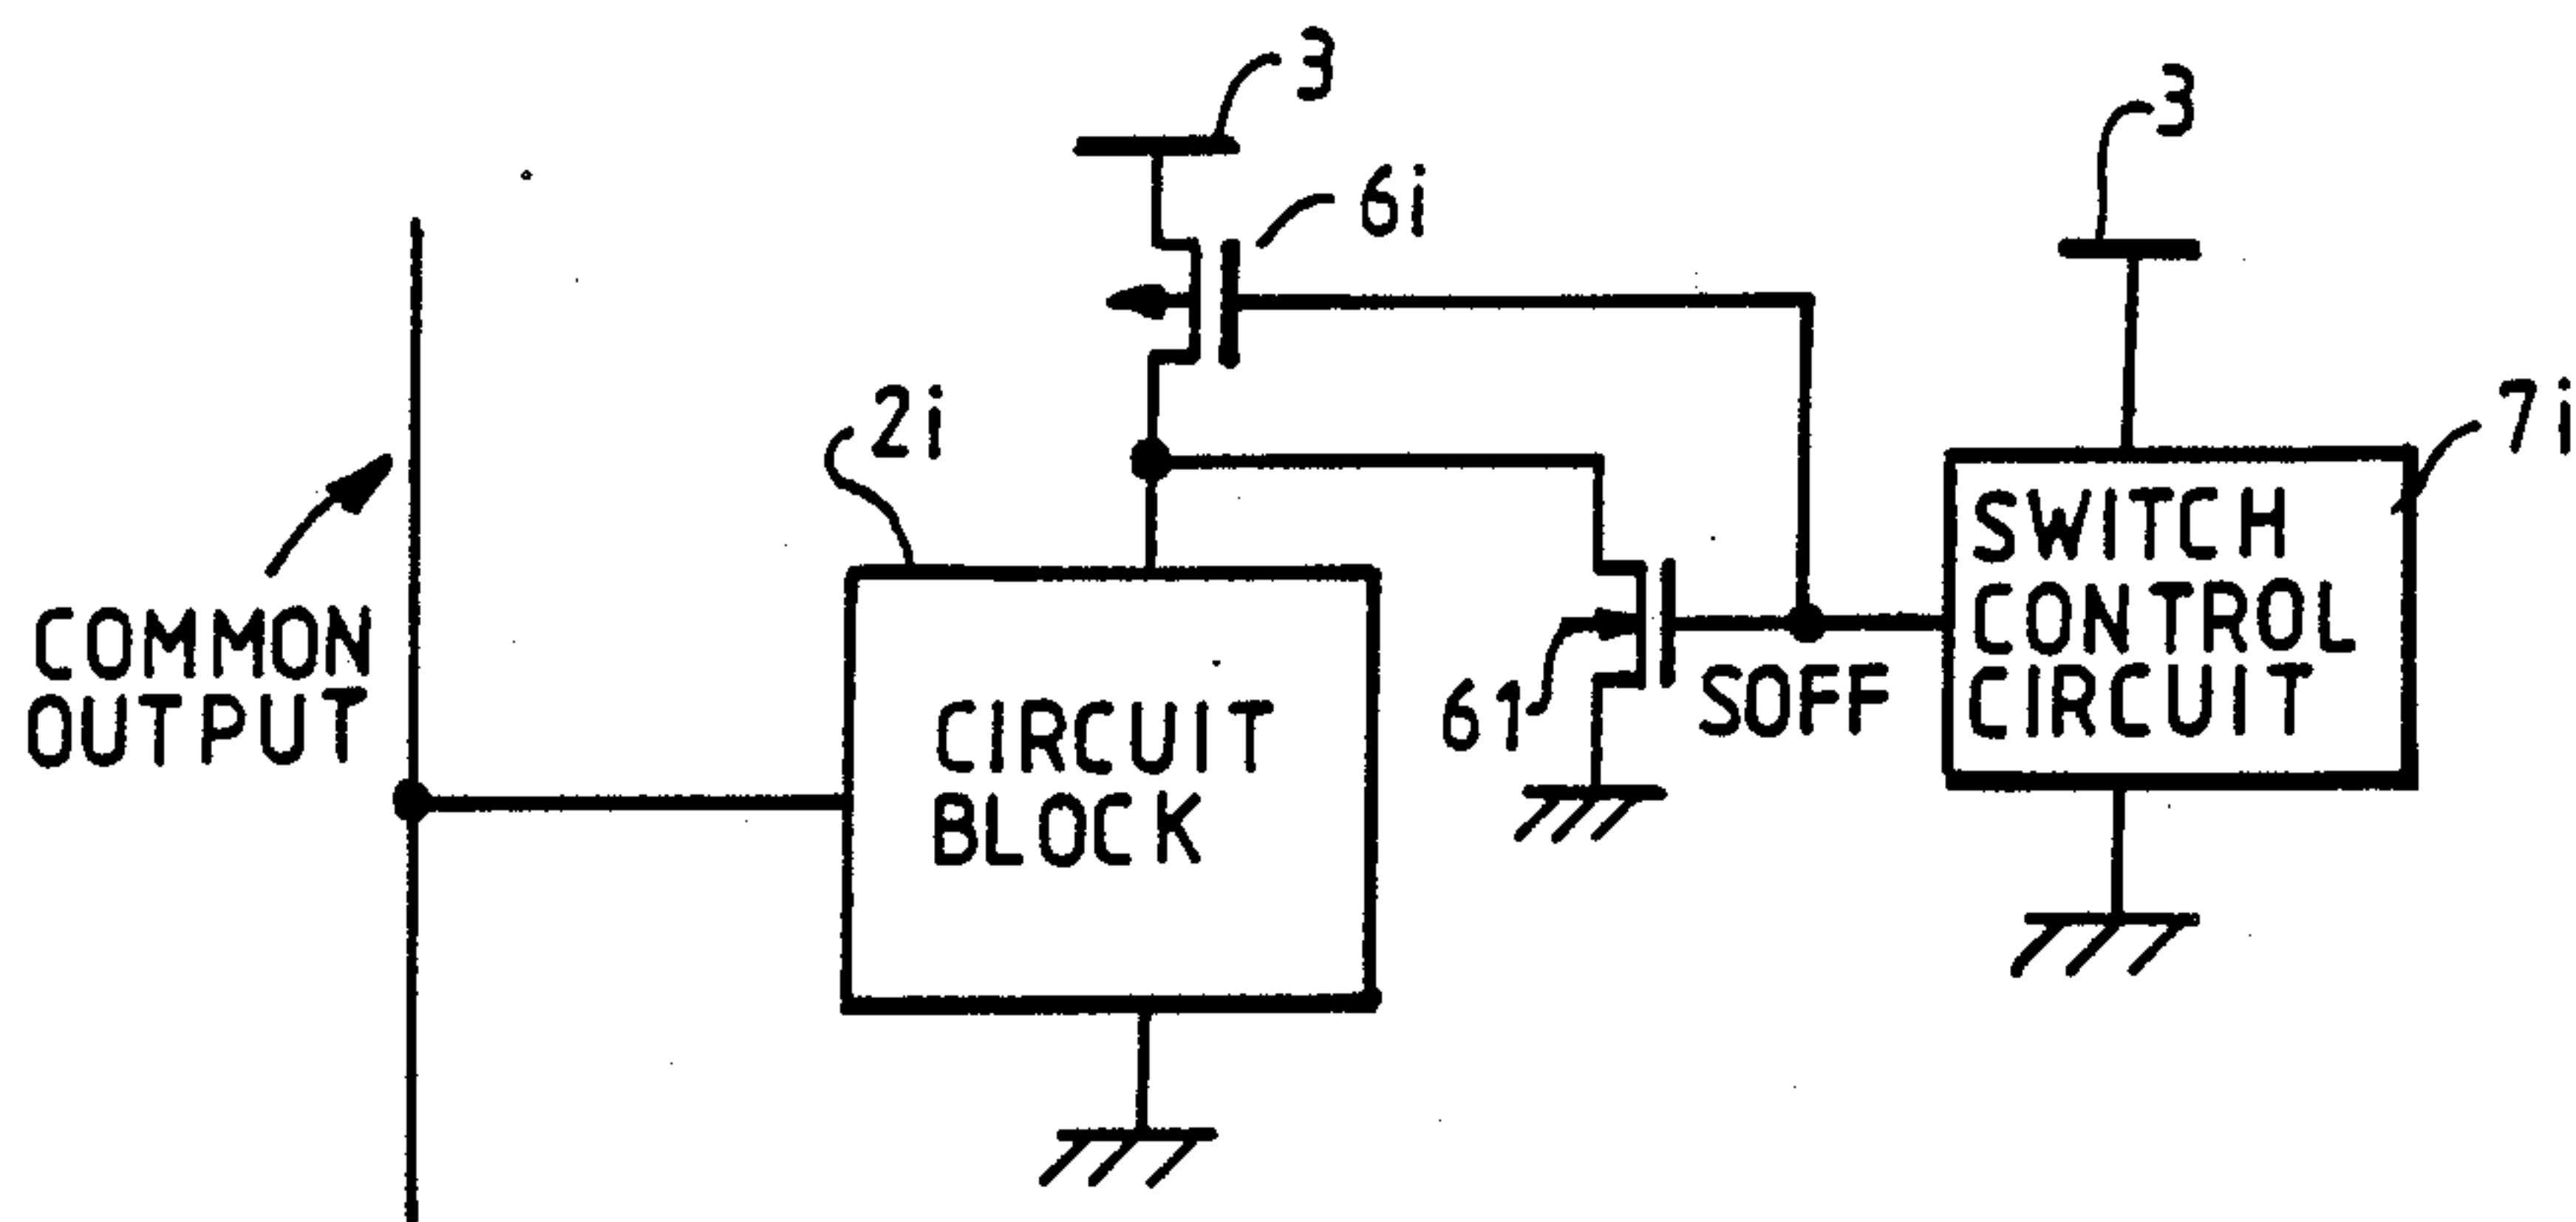 3
3
6i
2i
7i
COMMON
OUTPUT
SWITCH
CONTROL
CIRCUIT
61
SOFF
CIRCUIT
BLOCK